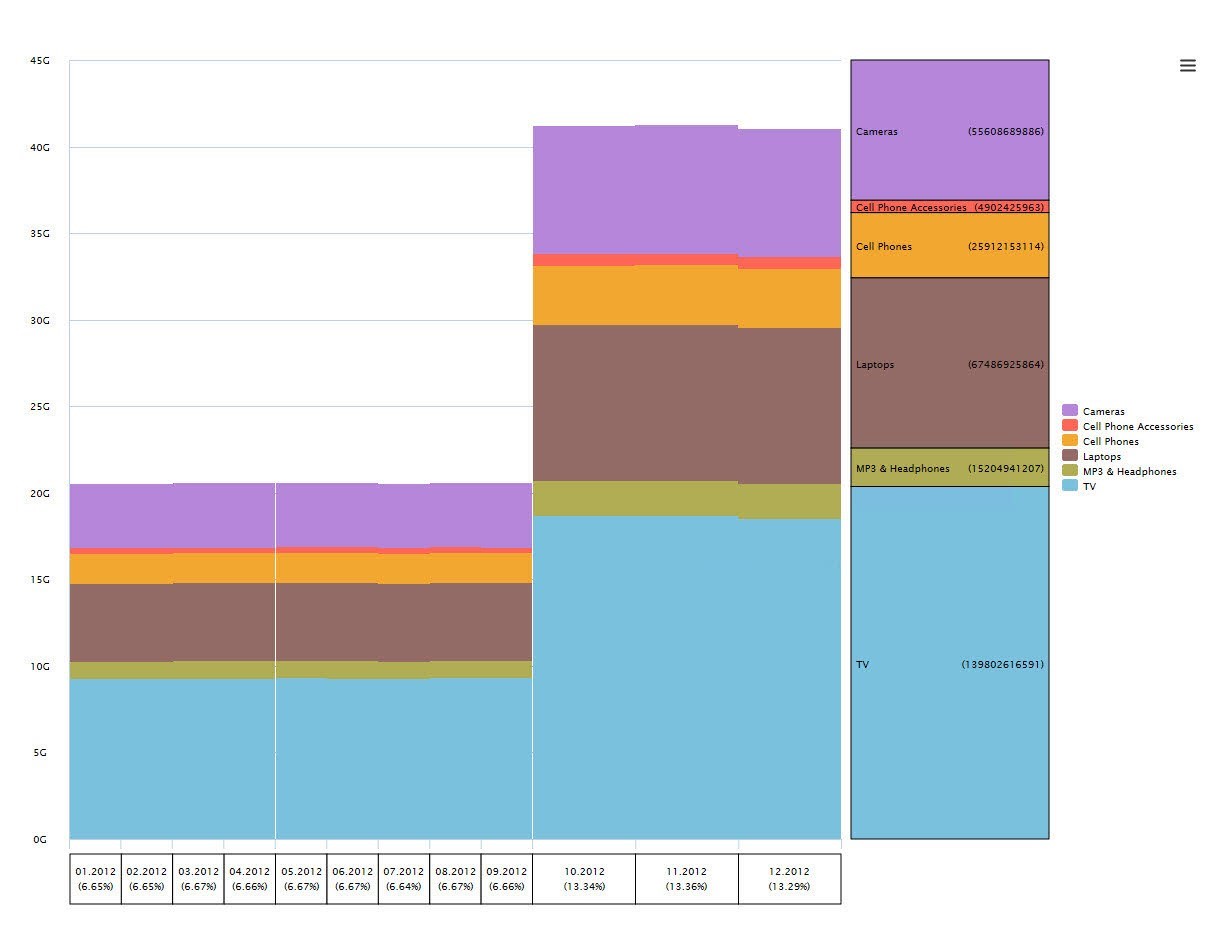 45G
40G
35G
30G
25G
20G
15G
10G
5G
0G
Cameras (55608689886)
Cell Phone Accessories (4902425963)
Cell Phones (25912153114)
Laptops (67486925864)
MP3 & Headphones (15204941207)
TV (139802616591)
Cameras
Cell Phone Accessories
Cell Phones
Laptops
MP3 & Headphones
TV
01.2012 02.2012 03.2012 04.2012 05.2012 06.2012 07.2012 08.2012 09.2012 10.2012 11.2012 12.2012
(6.65%) (6.65%) (6.67%) (6.66%) (6.67%) (6.67%) (6.64%) (6.67%) (6.66%) (13.34%) (13.36%) (13.29%)